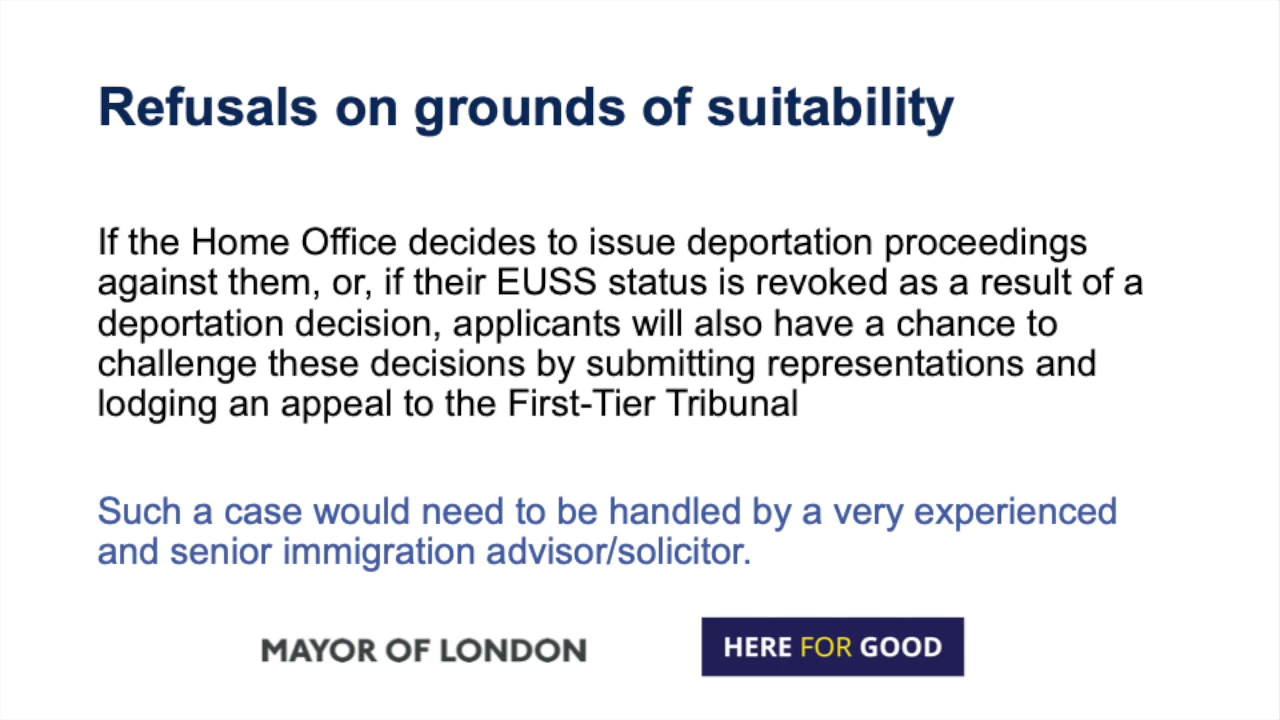 Refusals on grounds of suitability
If the Home Office decides to issue deportation proceedings
against them, or, if their EUSS status is revoked as a result of a
deportation decision, applicants will also have a chance to
challenge these decisions by submitting representations and
lodging an appeal to the First-Tier Tribunal
Such a case would need to be handled by a very experienced
and senior immigration advisor/solicitor.
MAYOR OF LONDON
HERE FOR GOOD